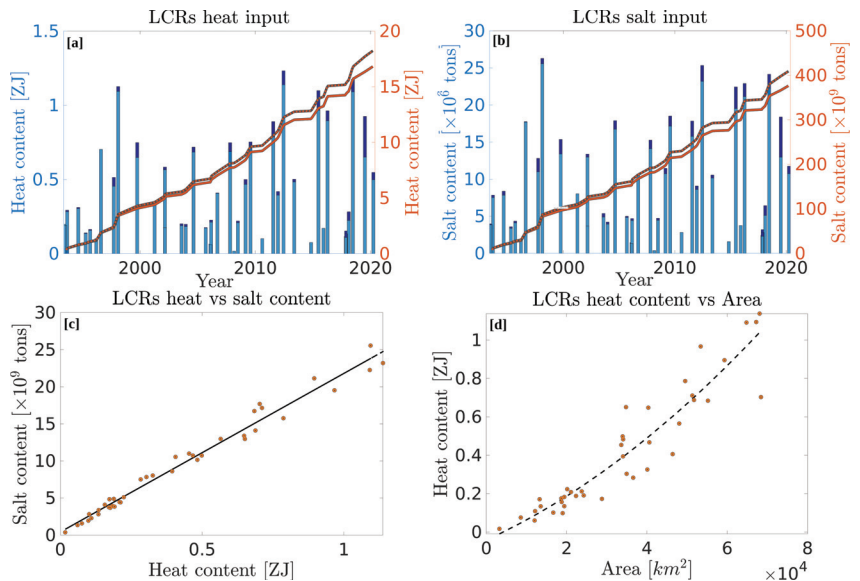 LCRs heat input
LCRs salt input
[a]
1.5
1
0.5
0
Heat content [ZJ]
20
15
10
5
0
Heat content [ZJ]
2000
2010
2020
Year
[b]
30
25
20
15
10
5
0
Salt content [×10⁶ tons]
500
400
300
200
100
0
Salt content [×10⁹ tons]
2000
2010
2020
Year
LCRs heat vs salt content
LCRs heat content vs Area
[c]
30
25
20
15
10
5
0
Salt content [×10⁹ tons]
0
0.5
1
Heat content [ZJ]
[d]
1
0.8
0.6
0.4
0.2
0
Heat content [ZJ]
0
2
4
6
8
×10⁴
Area [km²]